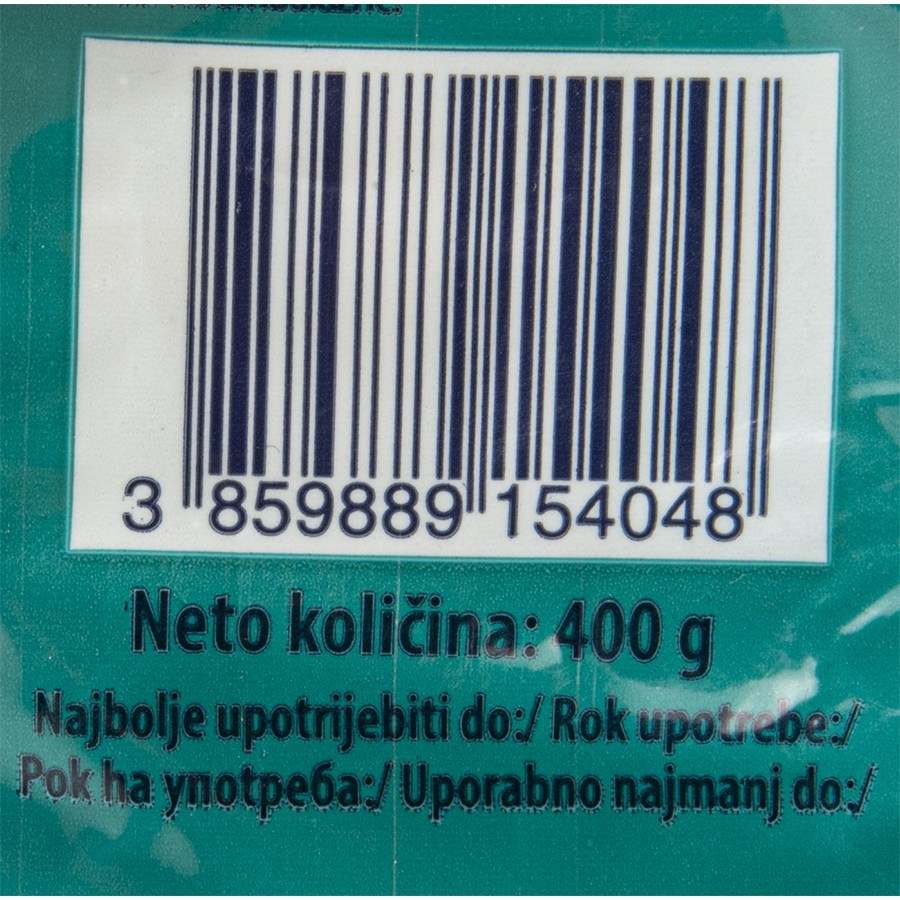 3 859889 154048
Neto količina: 400 g
Najbolje upotrijebiti do:/ Rok upotrebe:/
Рок на употреба:/ Uporabno najmanj do:/